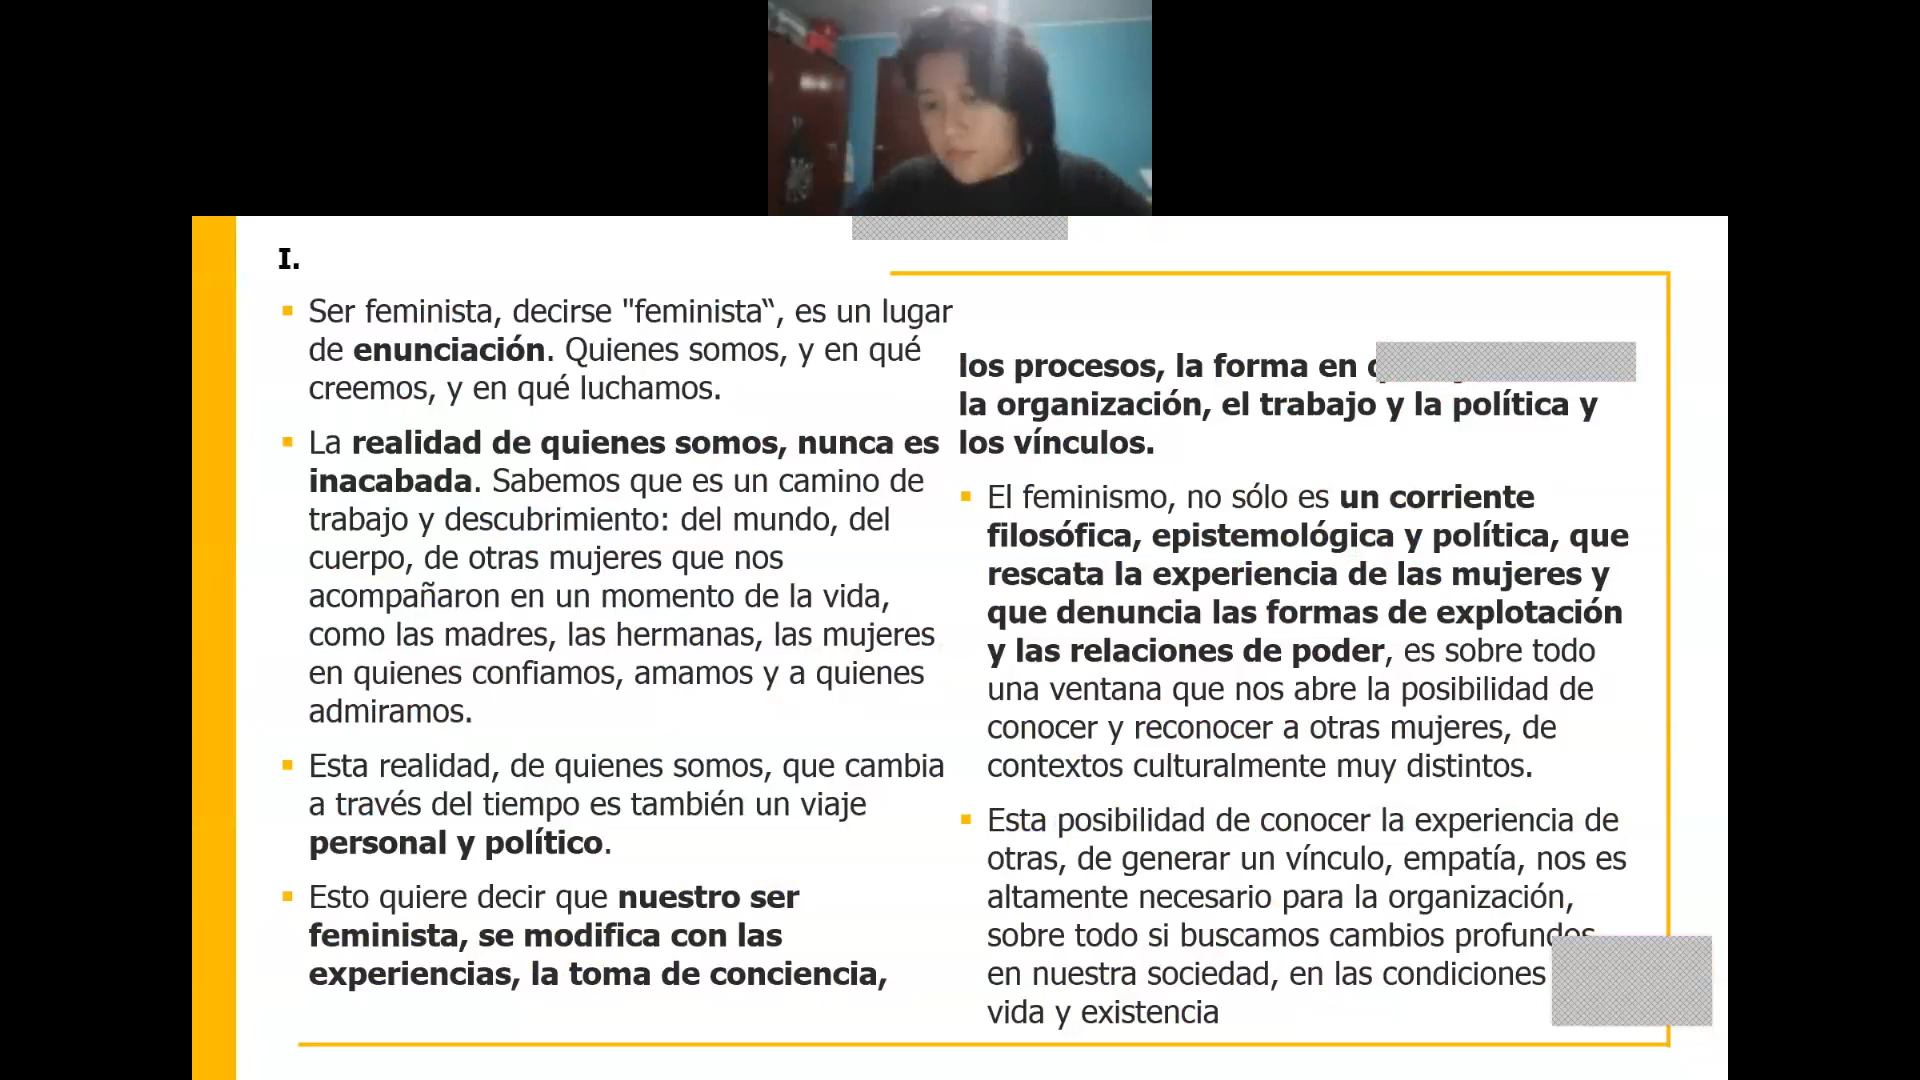 I.
Ser feminista, decirse "feminista“, es un lugar
de enunciación. Quienes somos, y en qué
creemos, y en qué luchamos.
La realidad de quienes somos, nunca es
inacabada. Sabemos que es un camino de
trabajo y descubrimiento: del mundo, del
cuerpo, de otras mujeres que nos
acompañaron en un momento de la vida,
como las madres, las hermanas, las mujeres
en quienes confiamos, amamos y a quienes
admiramos.
Esta realidad, de quienes somos, que cambia
a través del tiempo es también un viaje
personal y político.
Esto quiere decir que nuestro ser
feminista, se modifica con las
experiencias, la toma de conciencia,
los procesos, la forma en
la organización, el trabajo y la política y
los vínculos.
El feminismo, no sólo es un corriente
filosófica, epistemológica y política, que
rescata la experiencia de las mujeres y
que denuncia las formas de explotación
y las relaciones de poder, es sobre todo
una ventana que nos abre la posibilidad de
conocer y reconocer a otras mujeres, de
contextos culturalmente muy distintos.
Esta posibilidad de conocer la experiencia de
otras, de generar un vínculo, empatía, nos es
altamente necesario para la organización,
sobre todo si buscamos cambios profundos
en nuestra sociedad, en las condiciones
vida y existencia